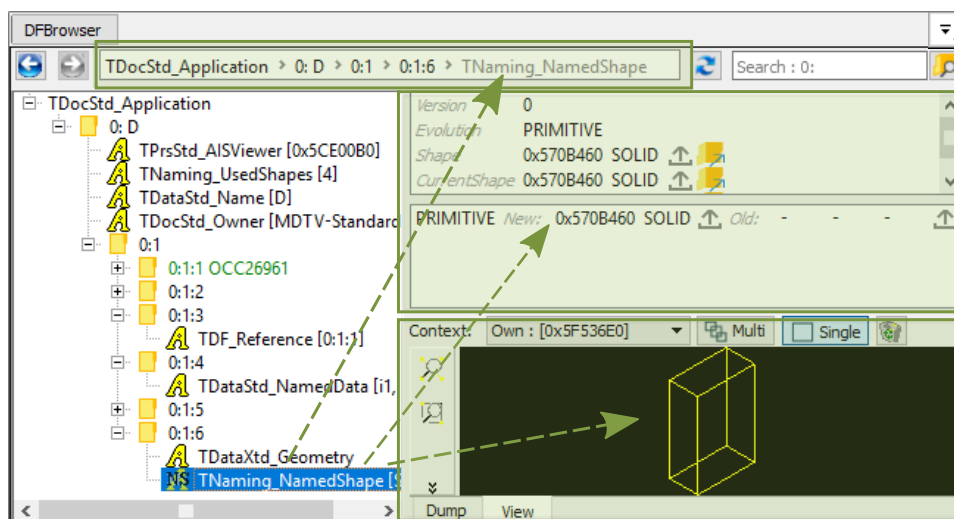 DFBrowser
TDocStd_Application > 0: D > 0:1 > 0:1:6 > TNaming_NamedShape
Search : 0:
TDocStd_Application
0: D
TPrsStd_AISViewer [0x5CE00B0]
TNaming_UsedShapes [4]
TDataStd_Name [D]
TDocStd_Owner [MDTV-Standard
0:1
0:1:1 OCC26961
0:1:2
0:1:3
TDF_Reference [0:1:1]
0:1:4
TDataStd_NamedData [i1,
0:1:5
0:1:6
TDataXtd_Geometry
NS TNaming_NamedShape [S
Version 0
Evolution PRIMITIVE
Shape 0x570B460 SOLID
CurrentShape 0x570B460 SOLID
PRIMITIVE New: 0x570B460 SOLID Old: - - -
Context: Own : [0x5F536E0] Multi Single
Dump View